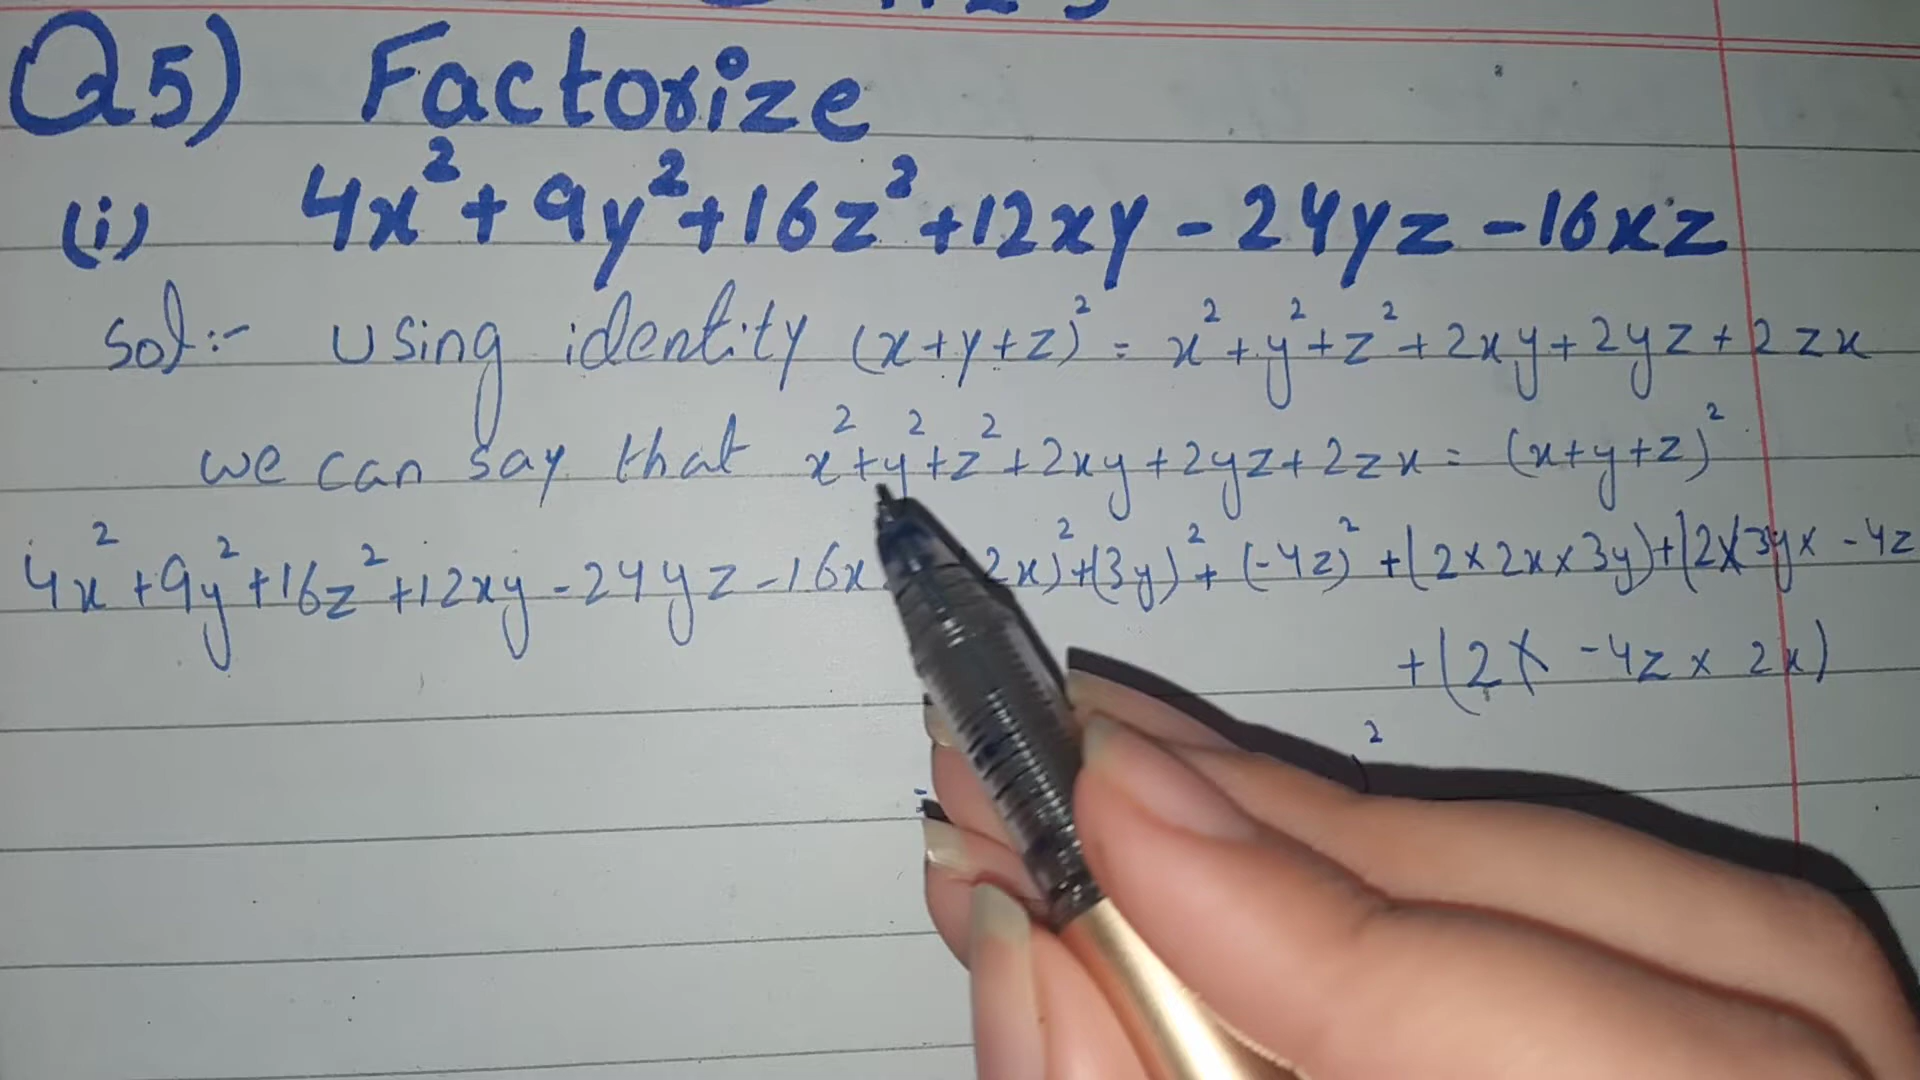 Q5) Factorize
(i) 4x² + 9y² + 16z² + 12xy - 24yz - 16xz
Sol:- Using identity (x+y+z)² = x² + y² + z² + 2xy + 2yz + 2zx
we can say that x² + y² + z² + 2xy + 2yz + 2zx = (x+y+z)²
4x² + 9y² + 16z² + 12xy - 24yz - 16x 2x)² + (3y)² + (-4z)² + (2 × 2x × 3y) + (2 × 3y × -4z
+ (2 × -4z × 2x)
= )²